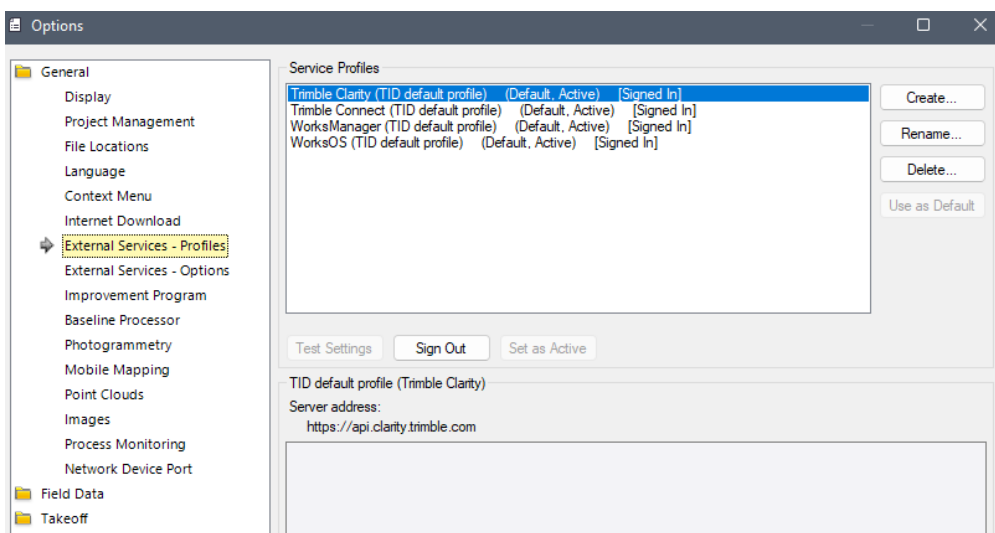 Options
General
Display
Project Management
File Locations
Language
Context Menu
Internet Download
External Services - Profiles
External Services - Options
Improvement Program
Baseline Processor
Photogrammetry
Mobile Mapping
Point Clouds
Images
Process Monitoring
Network Device Port
Field Data
Takeoff
Service Profiles
Trimble Clarity (TID default profile) (Default, Active) [Signed In]
Trimble Connect (TID default profile) (Default, Active) [Signed In]
WorksManager (TID default profile) (Default, Active) [Signed In]
WorksOS (TID default profile) (Default, Active) [Signed In]
Create...
Rename...
Delete...
Use as Default
Test Settings Sign Out Set as Active
TID default profile (Trimble Clarity)
Server address:
https://api.clarity.trimble.com